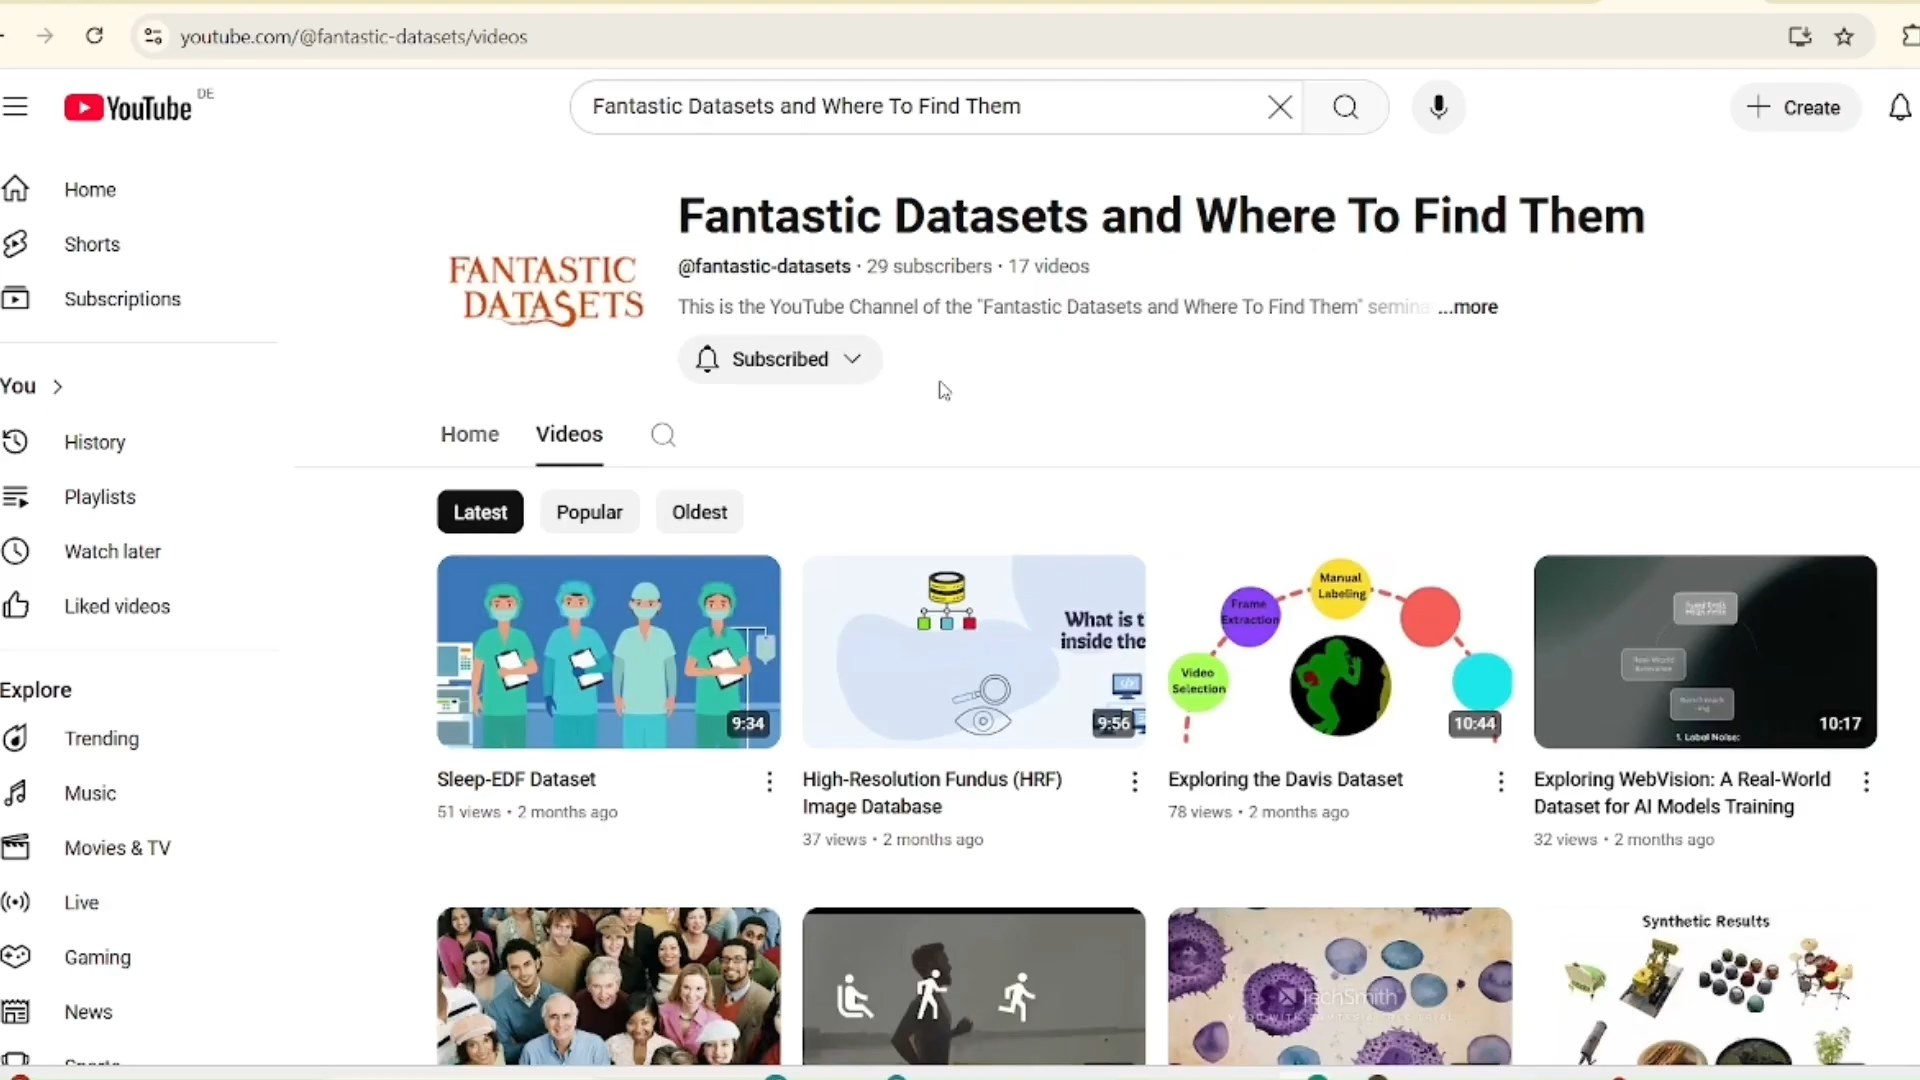 youtube.com/@fantastic-datasets/videos
YouTube DE
Fantastic Datasets and Where To Find Them
Create
Home
Shorts
Subscriptions
You
History
Playlists
Watch later
Liked videos
Explore
Trending
Music
Movies & TV
Live
Gaming
News
FANTASTIC
DATASETS
Fantastic Datasets and Where To Find Them
@fantastic-datasets · 29 subscribers · 17 videos
This is the YouTube Channel of the "Fantastic Datasets and Where To Find Them" semina ...more
Subscribed
Home Videos
Latest Popular Oldest
9:34
Sleep-EDF Dataset
51 views • 2 months ago
What is t
inside the
9:56
High-Resolution Fundus (HRF)
Image Database
37 views • 2 months ago
Manual
Labeling
Frame
Extraction
Video
Selection
10:44
Exploring the Davis Dataset
78 views • 2 months ago
1. Label Noise:
10:17
Exploring WebVision: A Real-World
Dataset for AI Models Training
32 views • 2 months ago
TechSmith
Synthetic Results